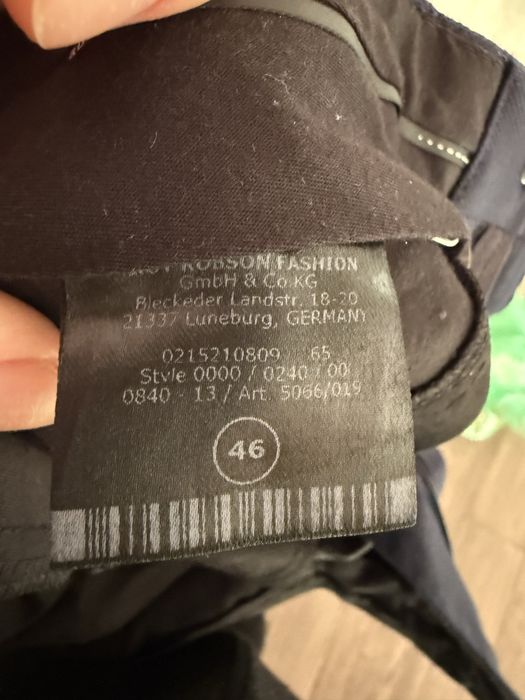 ROBSON FASHION
GmbH & Co.KG
Bleckeder Landstr. 18-20
21337 Luneburg, GERMANY
0215210809 65
Style 0000 / 0240 / 00
0840 - 13 / Art. 5066/019
46